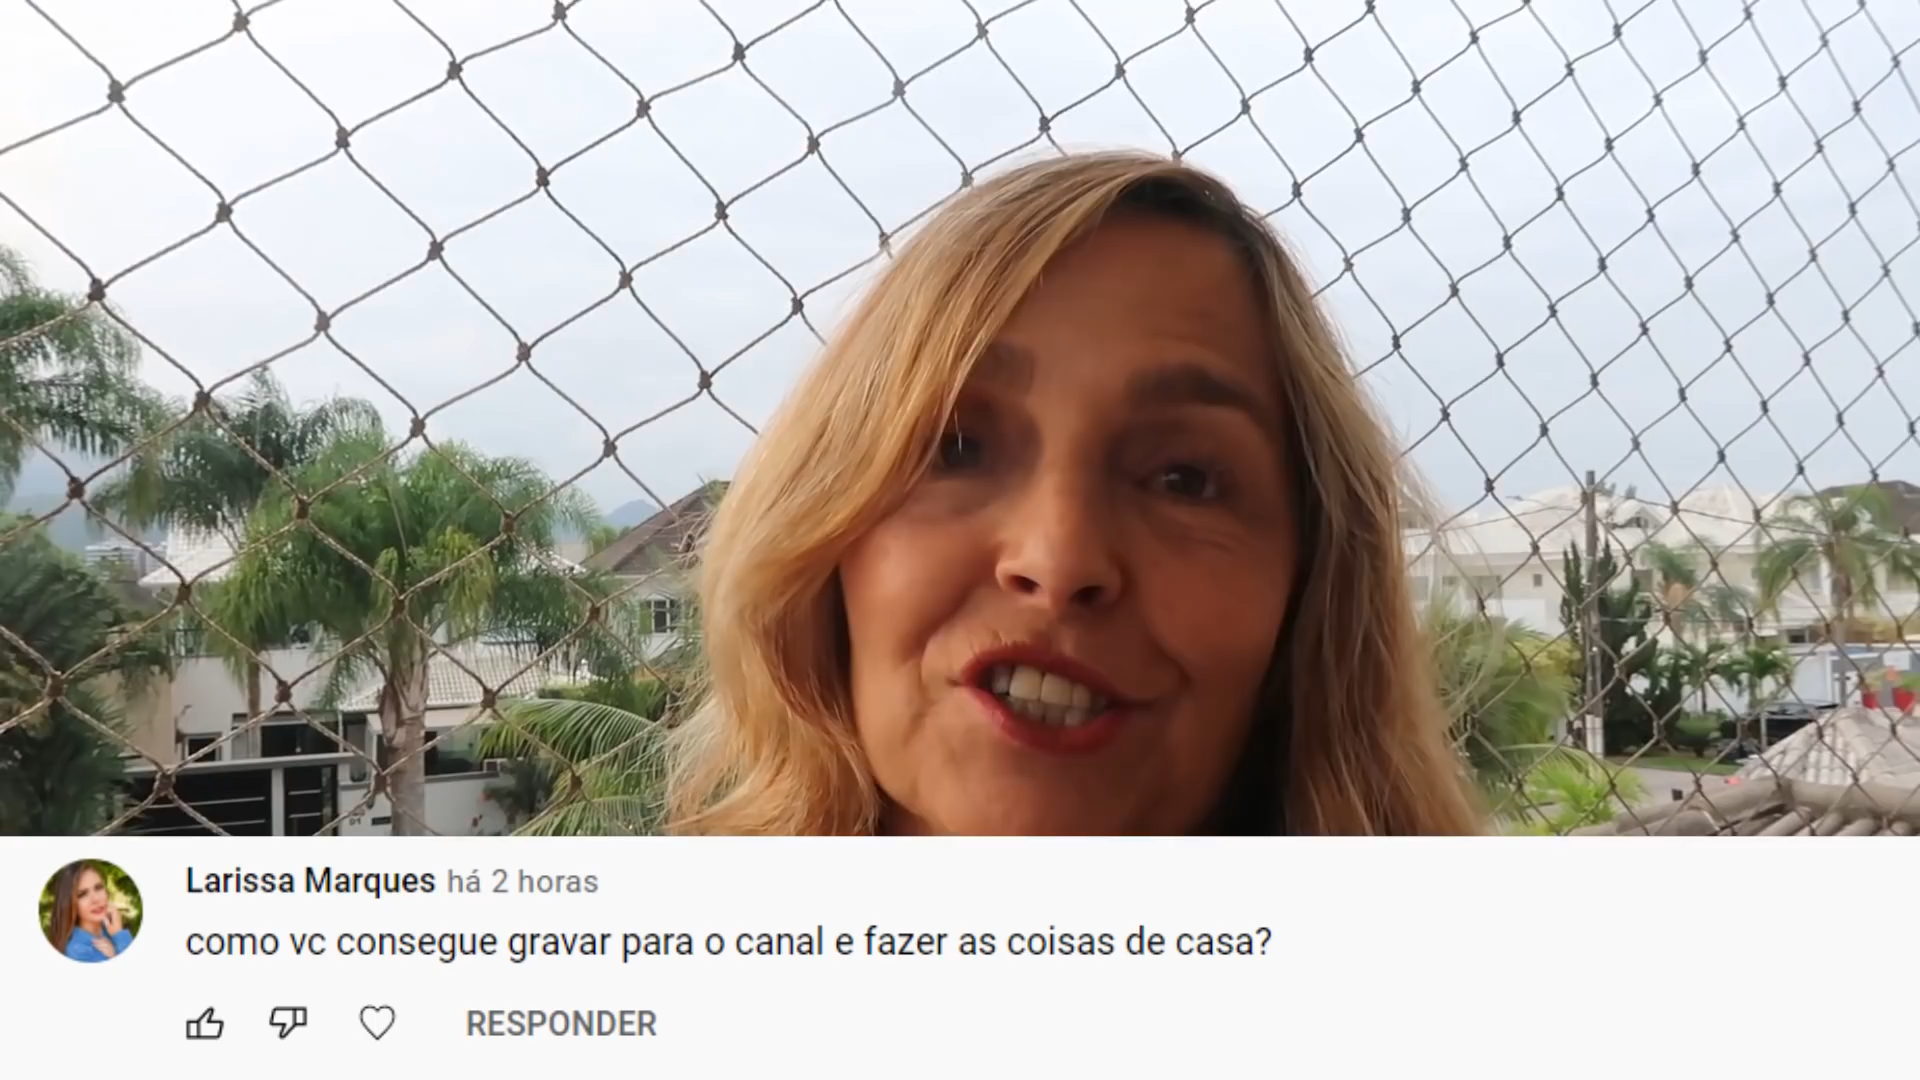 Larissa Marques há 2 horas
como vc consegue gravar para o canal e fazer as coisas de casa?
RESPONDER